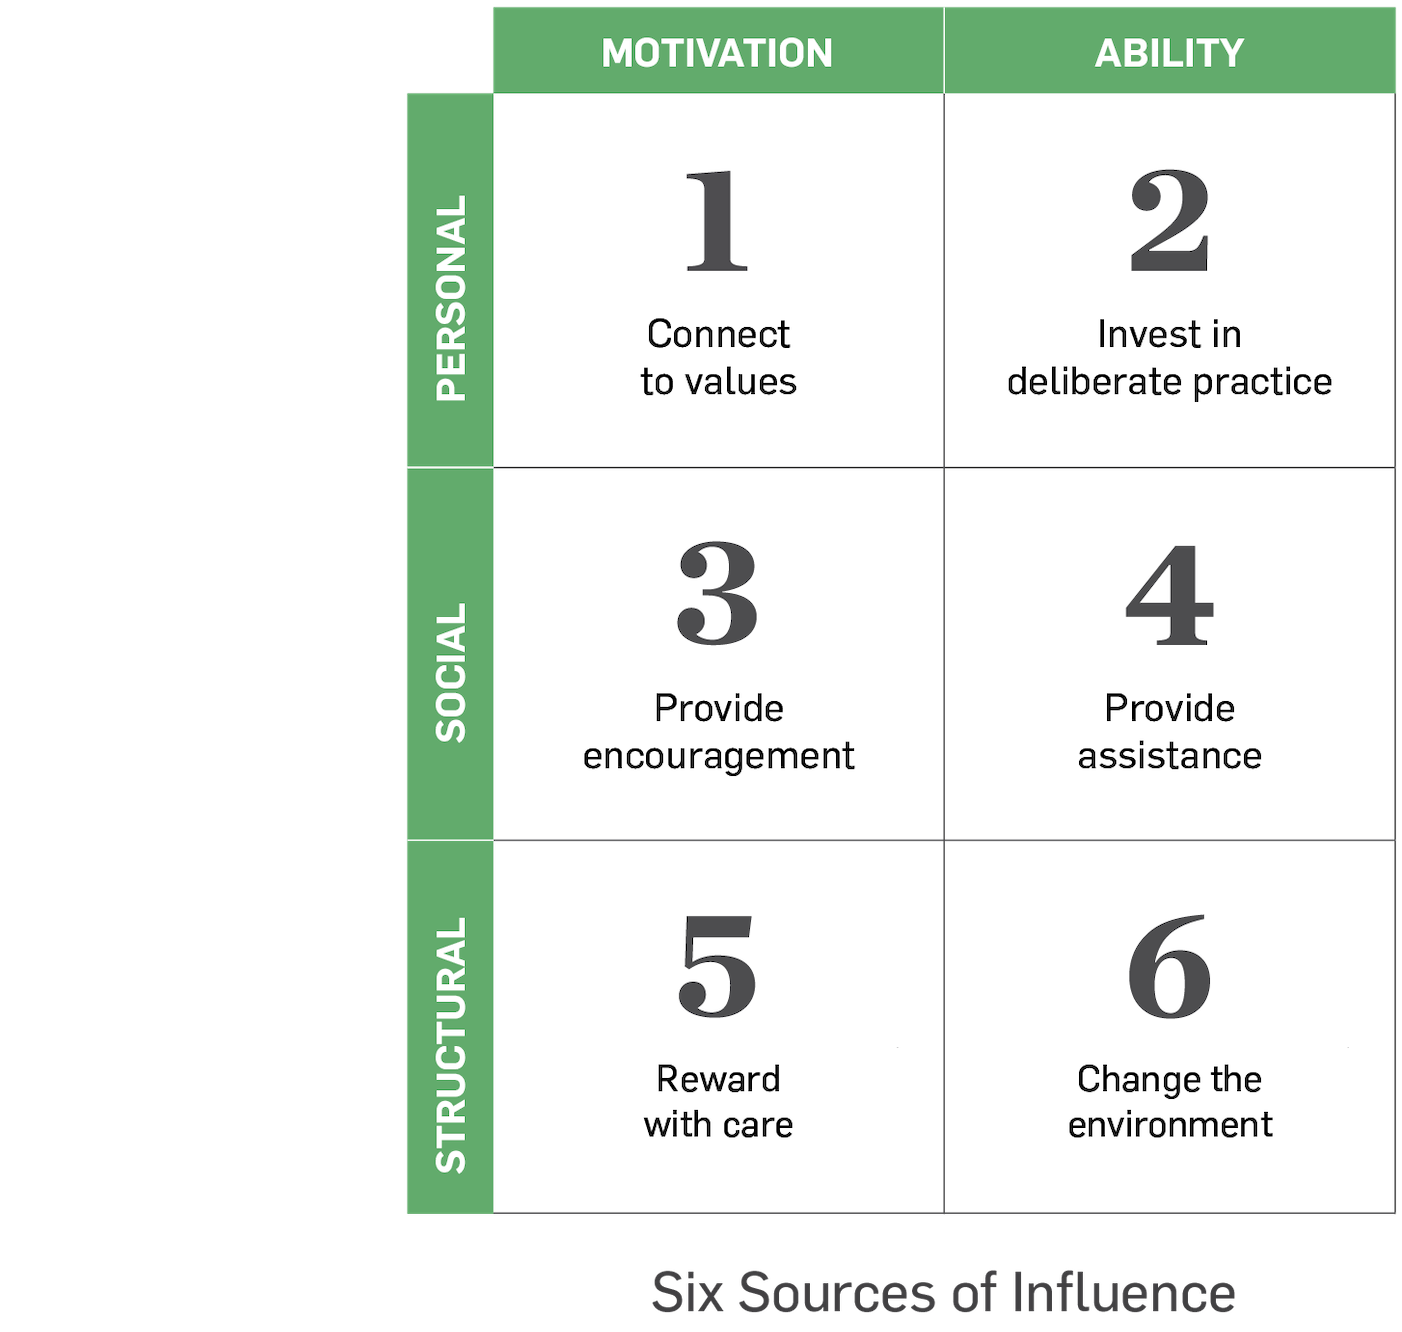 MOTIVATION
ABILITY
PERSONAL
1
Connect
to values
2
Invest in
deliberate practice
SOCIAL
3
Provide
encouragement
4
Provide
assistance
STRUCTURAL
5
Reward
with care
6
Change the
environment
Six Sources of Influence